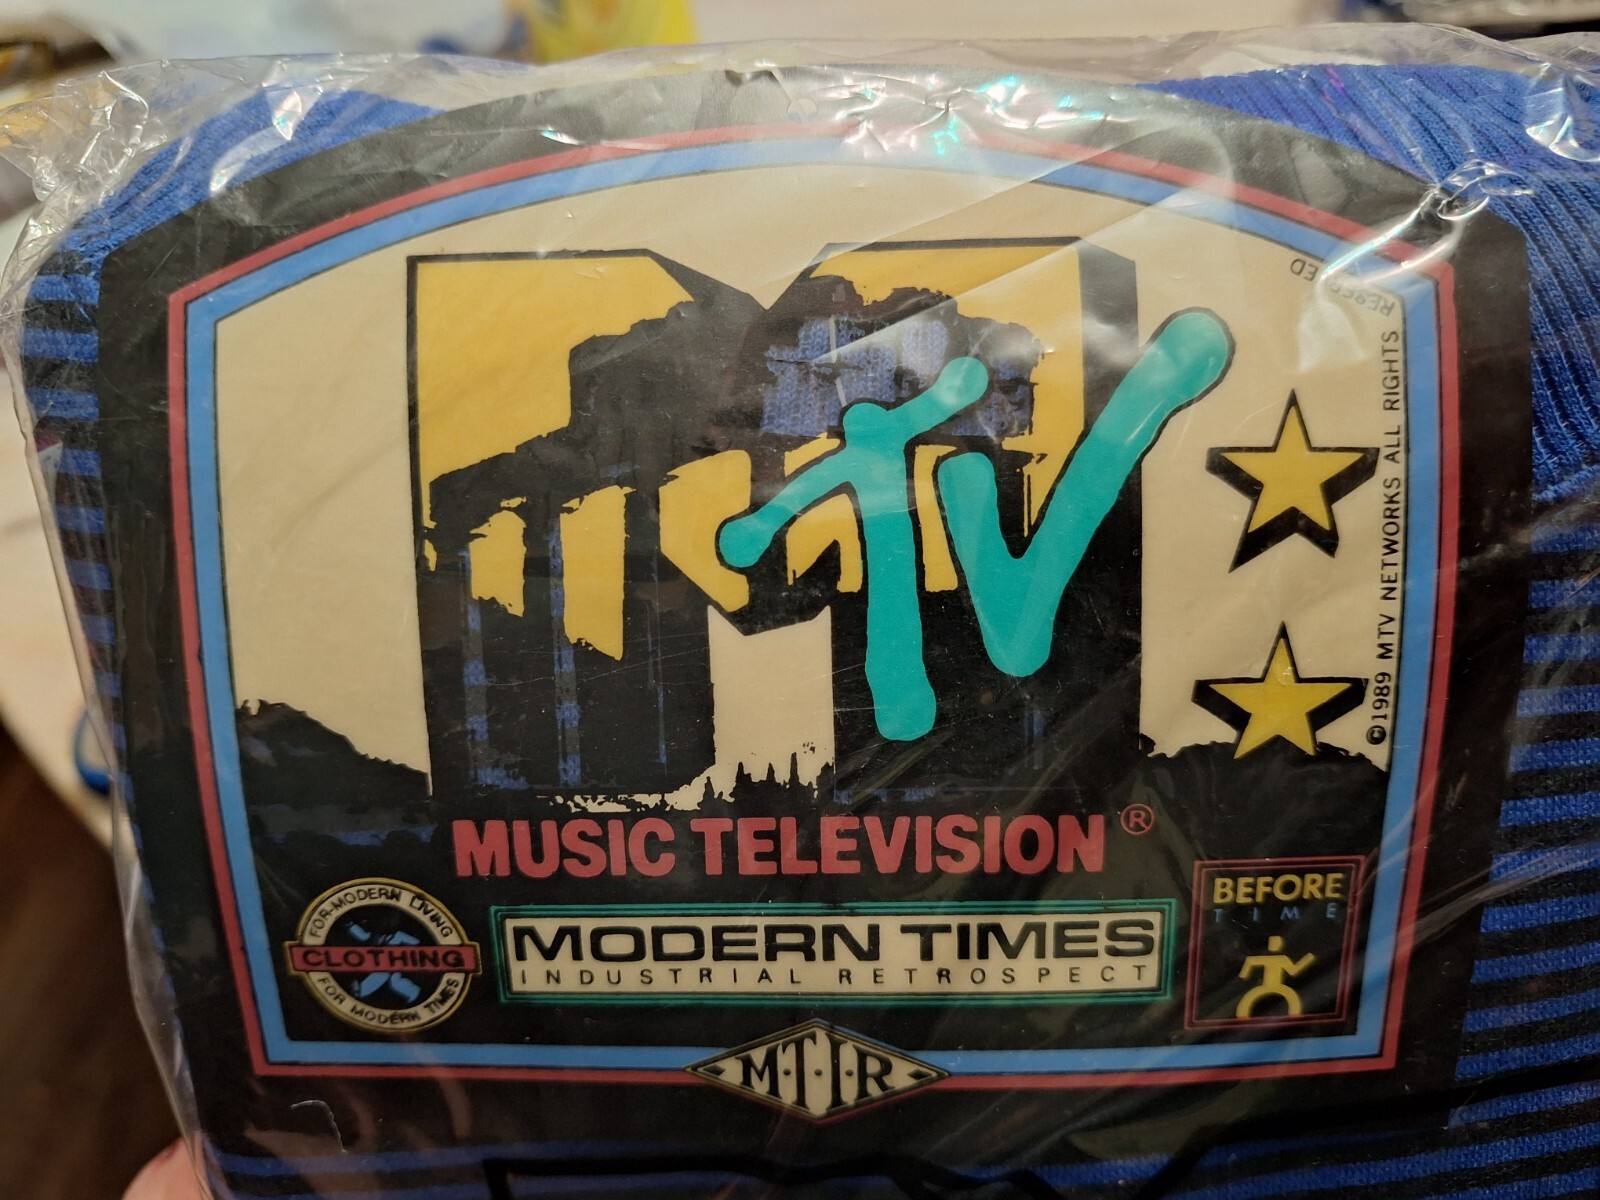 MTV
MUSIC TELEVISION®
©1989 MTV NETWORKS ALL RIGHTS RESERVED
FOR MODERN LIVING
CLOTHING
FOR MODERN TIMES
MODERN TIMES
INDUSTRIAL RETROSPECT
BEFORE
TIME
M·T·I·R